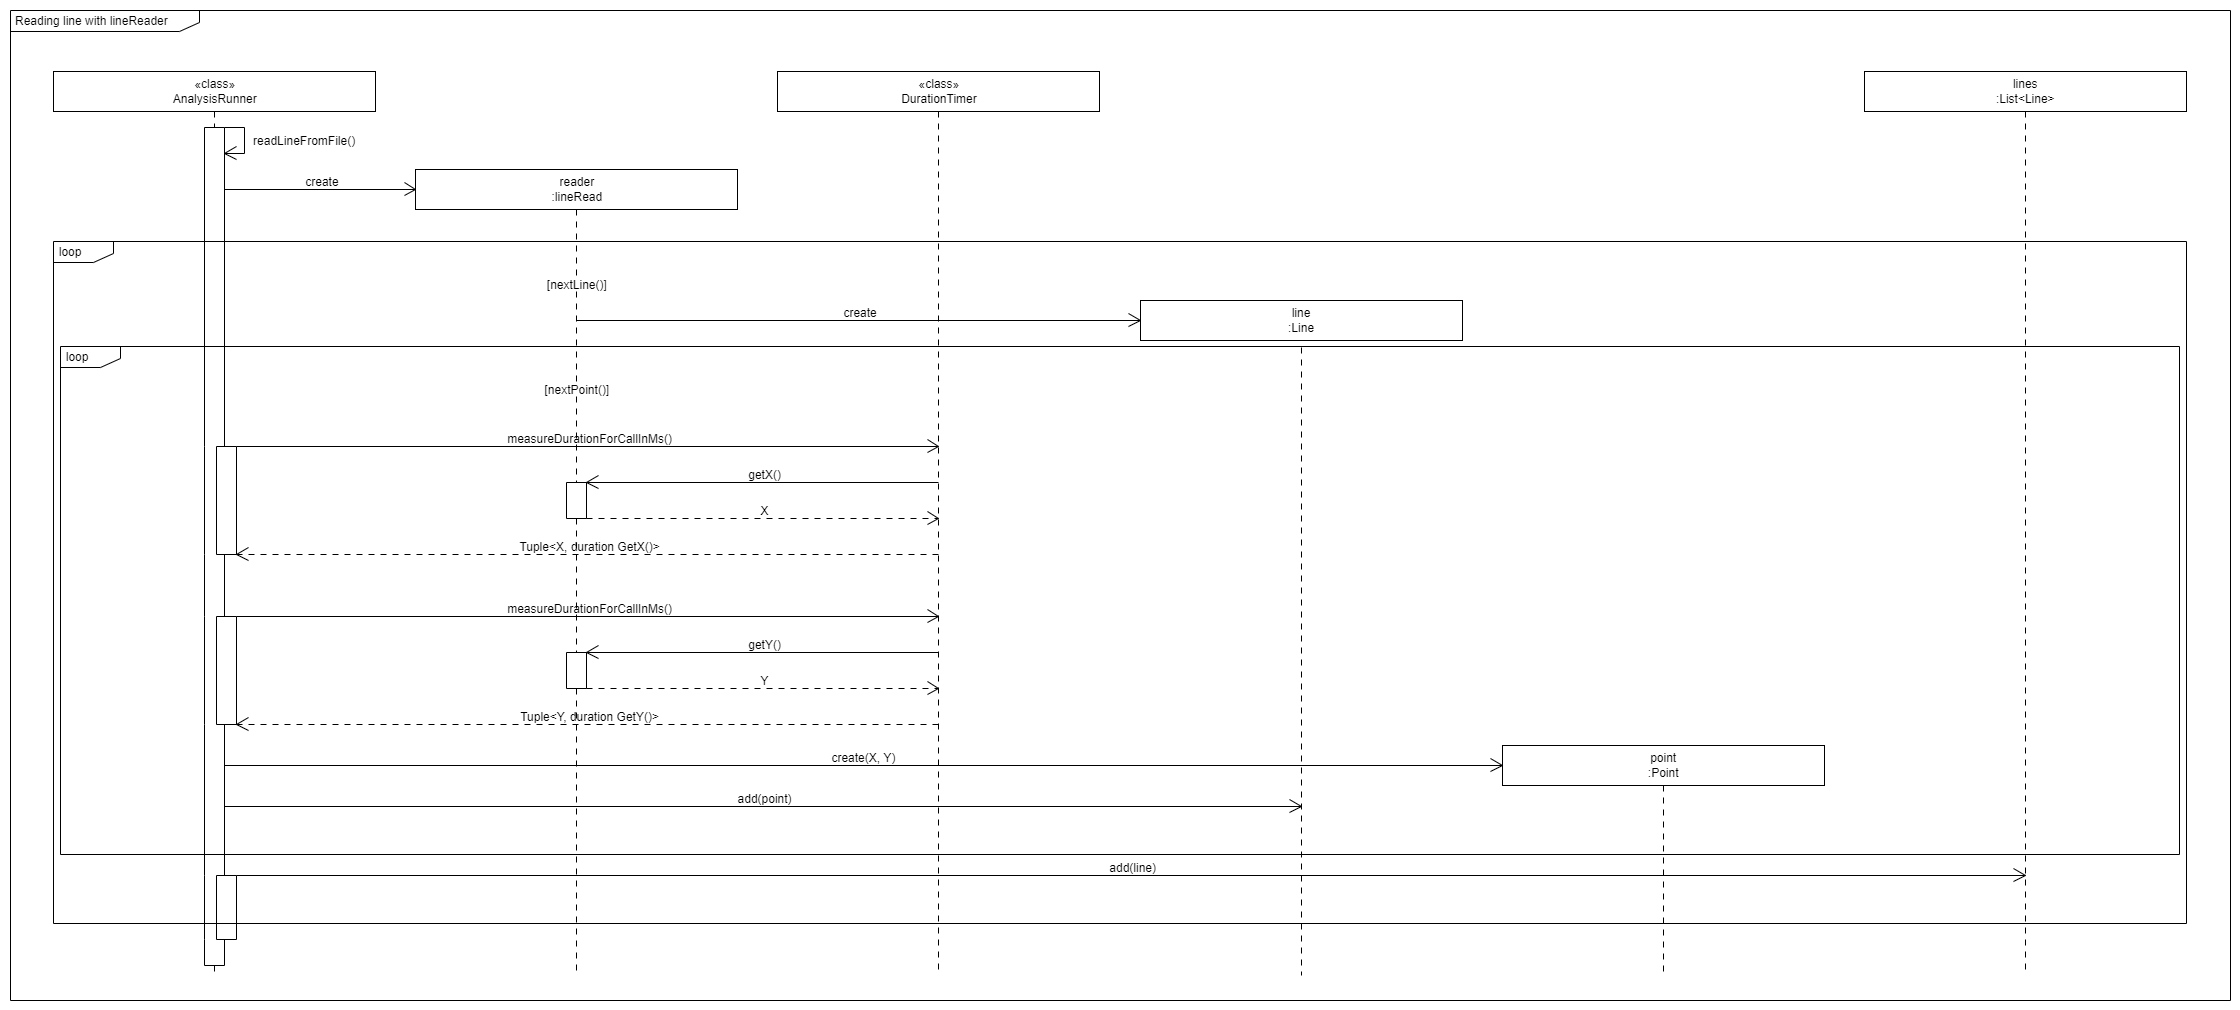 Reading line with lineReader
«class»
AnalysisRunner
«class»
DurationTimer
lines
:List<Line>
readLineFromFile()
create
reader
:lineRead
loop
[nextLine()]
create
line
:Line
loop
[nextPoint()]
measureDurationForCallInMs()
getX()
X
Tuple<X, duration GetX()>
measureDurationForCallInMs()
getY()
Y
Tuple<Y, duration GetY()>
create(X, Y)
point
:Point
add(point)
add(line)